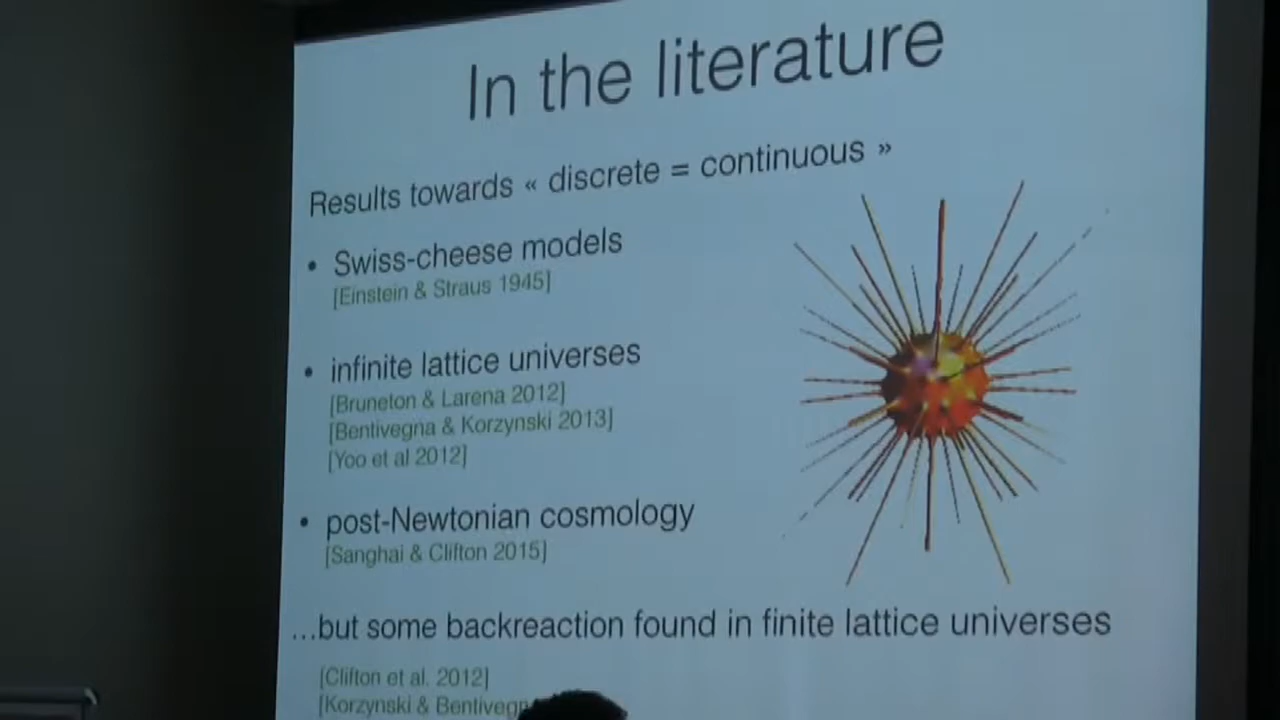 In the literature
Results towards « discrete = continuous »
• Swiss-cheese models
[Einstein & Straus 1945]
• infinite lattice universes
[Bruneton & Larena 2012]
[Bentivegna & Korzynski 2013]
[Yoo et al 2012]
• post-Newtonian cosmology
[Sanghai & Clifton 2015]
...but some backreaction found in finite lattice universes
[Clifton et al. 2012]
[Korzynski &